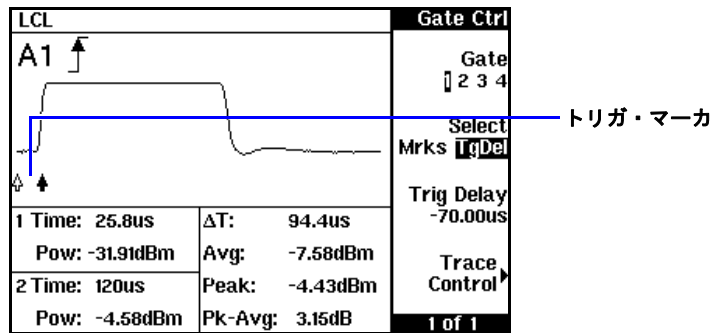 LCL
Gate Ctrl
A1
Gate
1 2 3 4
トリガ・マーカ
Select
Mrks TgDel
Trig Delay
-70.00us
1 Time: 25.8us
ΔT: 94.4us
Pow: -31.91dBm
Avg: -7.58dBm
Trace
Control
2 Time: 120us
Peak: -4.43dBm
Pow: -4.58dBm
Pk-Avg: 3.15dB
1 of 1